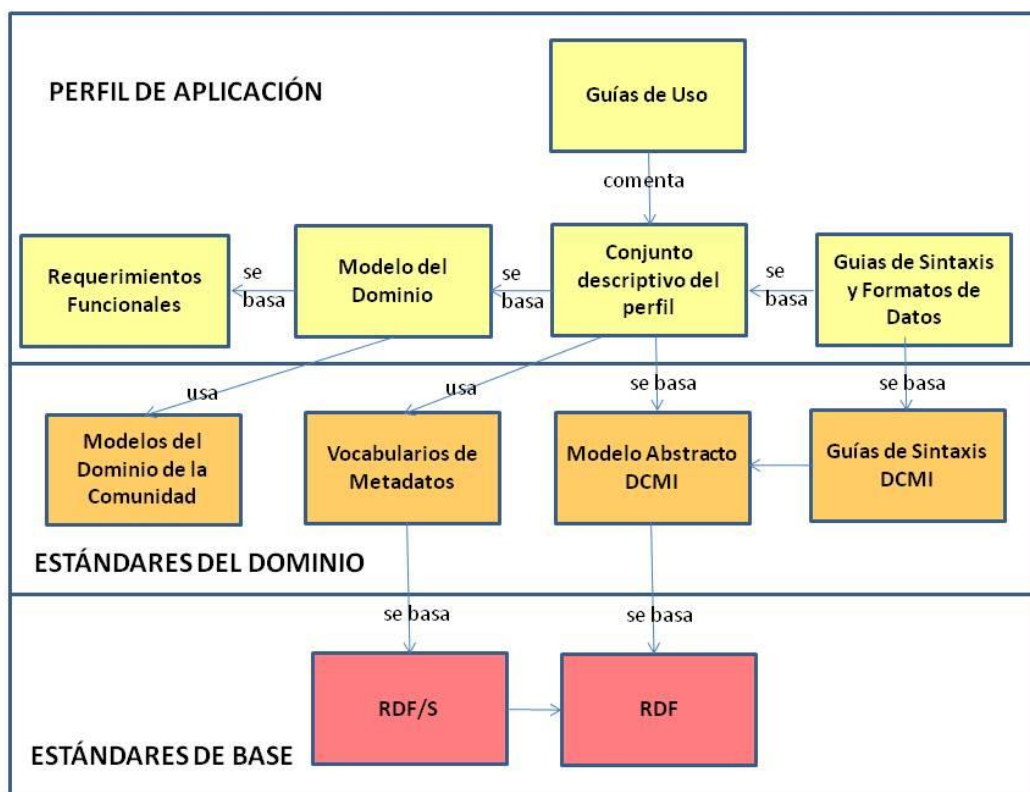 PERFIL DE APLICACIÓN
Guías de Uso
comenta
Requerimientos
Funcionales
se
basa
Modelo del
Dominio
se
basa
Conjunto
descriptivo del
perfil
se
basa
Guias de Sintaxis
y Formatos de
Datos
usa
usa
se basa
se basa
Modelos del
Dominio de la
Comunidad
Vocabularios de
Metadatos
Modelo Abstracto
DCMI
Guías de Sintaxis
DCMI
ESTÁNDARES DEL DOMINIO
se basa
se basa
RDF/S
RDF
ESTÁNDARES DE BASE